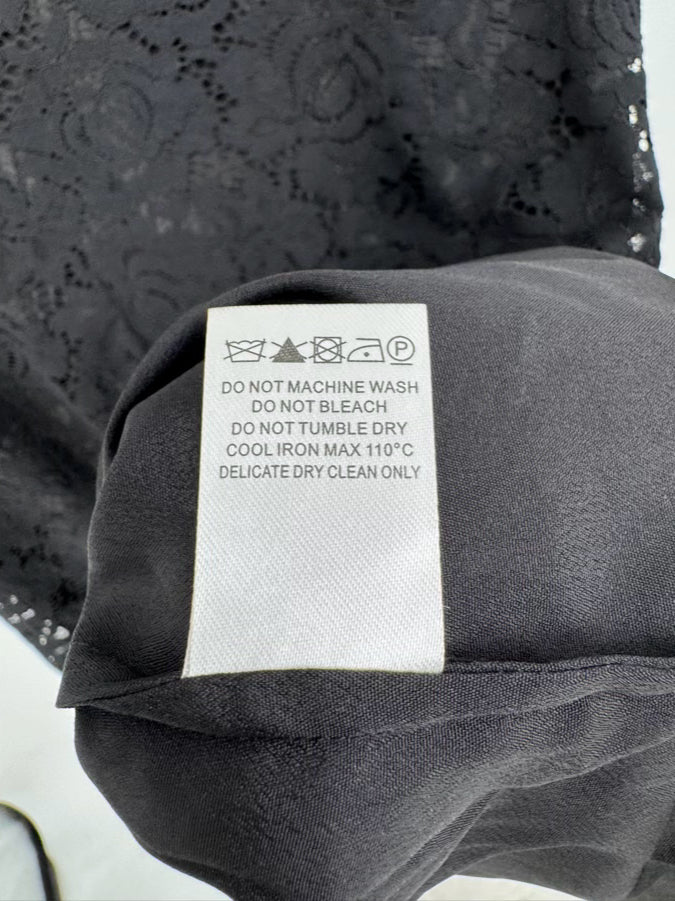 P
DO NOT MACHINE WASH
DO NOT BLEACH
DO NOT TUMBLE DRY
COOL IRON MAX 110°C
DELICATE DRY CLEAN ONLY